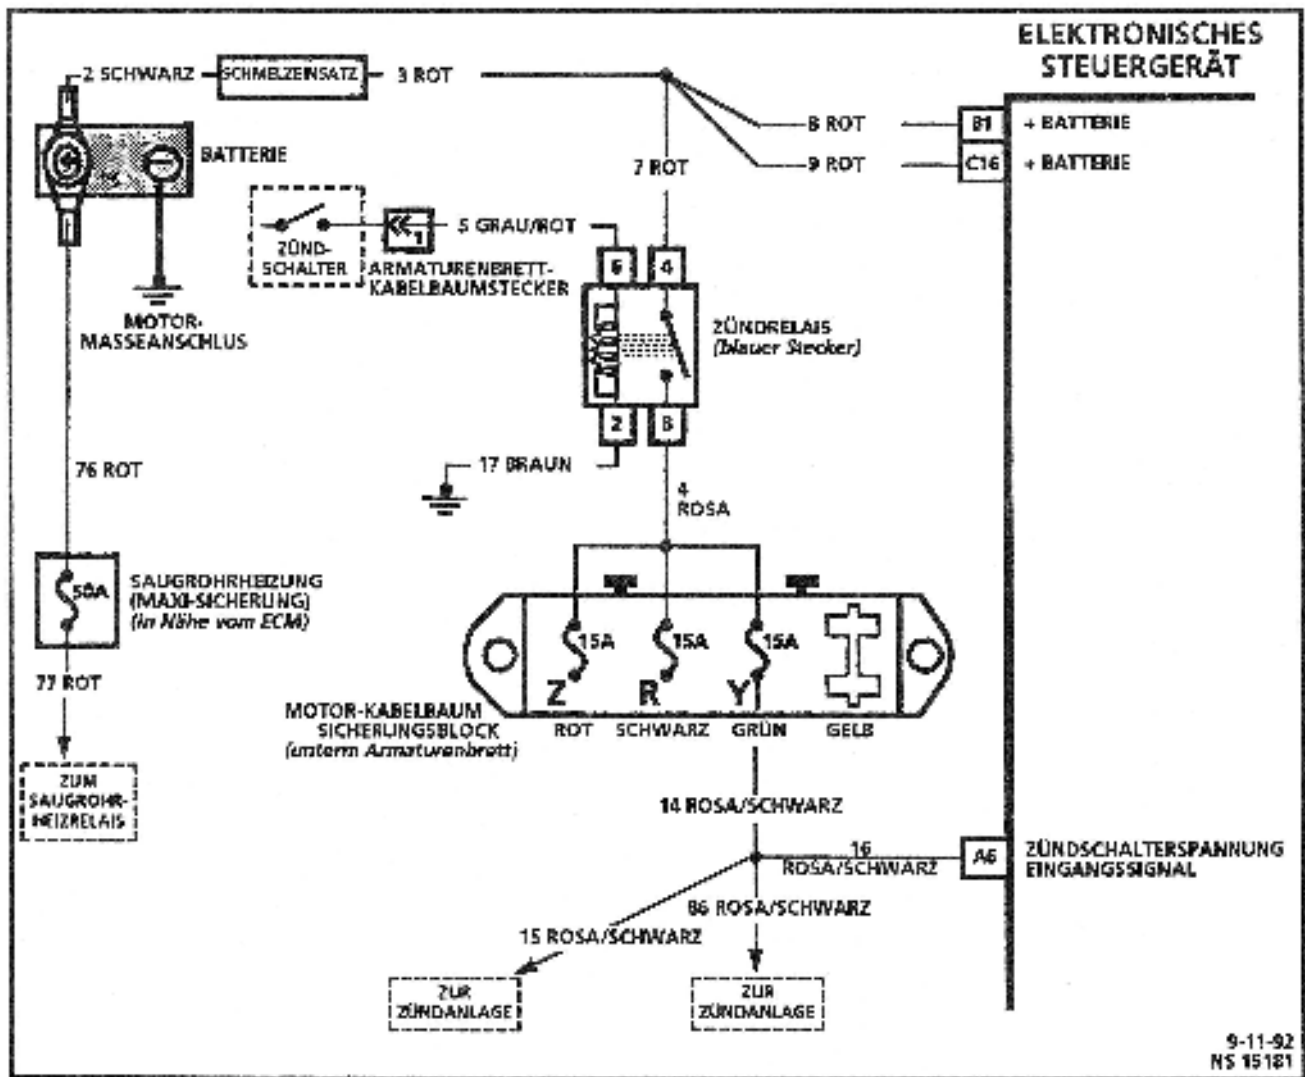 ELEKTRONISCHES
STEUERGERÄT
2 SCHWARZ
SCHMELZEINSATZ
3 ROT
8 ROT
B1
+ BATTERIE
BATTERIE
7 ROT
9 ROT
C16
+ BATTERIE
5 GRAU/ROT
1
ZÜND-
SCHALTER
ARMATURENBRETT-
KABELBAUMSTECKER
4
MOTOR-
MASSEANSCHLUS
ZÜNDRELAIS
(blauer Stecker)
2
17 BRAUN
76 ROT
4
ROSA
50A
SAUGROHRHEIZUNG
(MAXI-SICHERUNG)
(in Nähe vom ECM)
15A
15A
15A
Z
R
Y
77 ROT
MOTOR-KABELBAUM
SICHERUNGSBLOCK
(unterm Armaturenbrett)
ROT
SCHWARZ
GRÜN
GELB
ZUM
SAUGROHR-
HEIZRELAIS
14 ROSA/SCHWARZ
16
ROSA/SCHWARZ
A6
ZÜNDSCHALTERSPANNUNG
EINGANGSSIGNAL
86 ROSA/SCHWARZ
15 ROSA/SCHWARZ
ZUR
ZÜNDANLAGE
ZUR
ZÜNDANLAGE
9-11-92
NS 15181